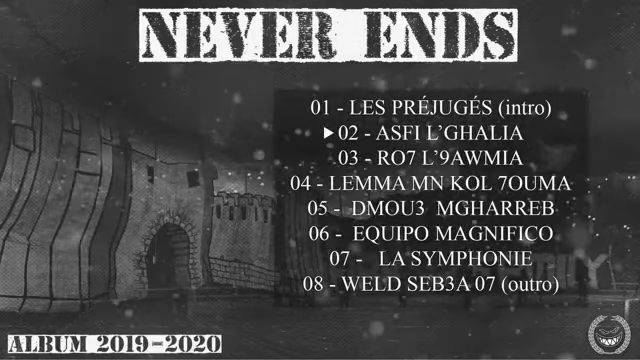 NEVER ENDS
01 - LES PRÉJUGÉS (intro)
02 - ASFI L'GHALIA
03 - RO7 L'9AWMIA
04 - LEMMA MN KOL 7OUMA
05 - DMOU3 MGHARREB
06 - EQUIPO MAGNIFICO
07 - LA SYMPHONIE
08 - WELD SEB3A 07 (outro)
ALBUM 2019-2020